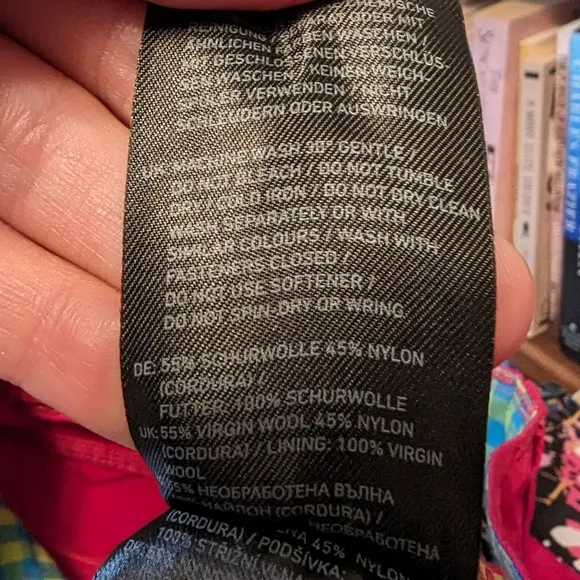 REINIGUNG
ÄHNLICHEN FARBEN WASCHEN /
MIT GESCHLOSSENEN VERSCHLÜS-
SEN WASCHEN / KEINEN WEICH-
SPÜLER VERWENDEN / NICHT
SCHLEUDERN ODER AUSWRINGEN
UK: MACHINE WASH 30° GENTLE /
DO NOT BLEACH / DO NOT TUMBLE
DRY / COLD IRON / DO NOT DRY CLEAN
WASH SEPARATELY OR WITH
SIMILAR COLOURS / WASH WITH
FASTENERS CLOSED /
DO NOT USE SOFTENER /
DO NOT SPIN-DRY OR WRING
DE: 55% SCHURWOLLE 45% NYLON
(CORDURA) /
FUTTER: 100% SCHURWOLLE
UK: 55% VIRGIN WOOL 45% NYLON
(CORDURA) / LINING: 100% VIRGIN
WOOL
55% НЕОБРАБОТЕНА ВЪЛНА
НАЙЛОН (CORDURA) /
НЕОБРАБОТЕНА
45% NYLON
(CORDURA) / PODŠÍVKA:
100% STRIŽNÍ VLNA